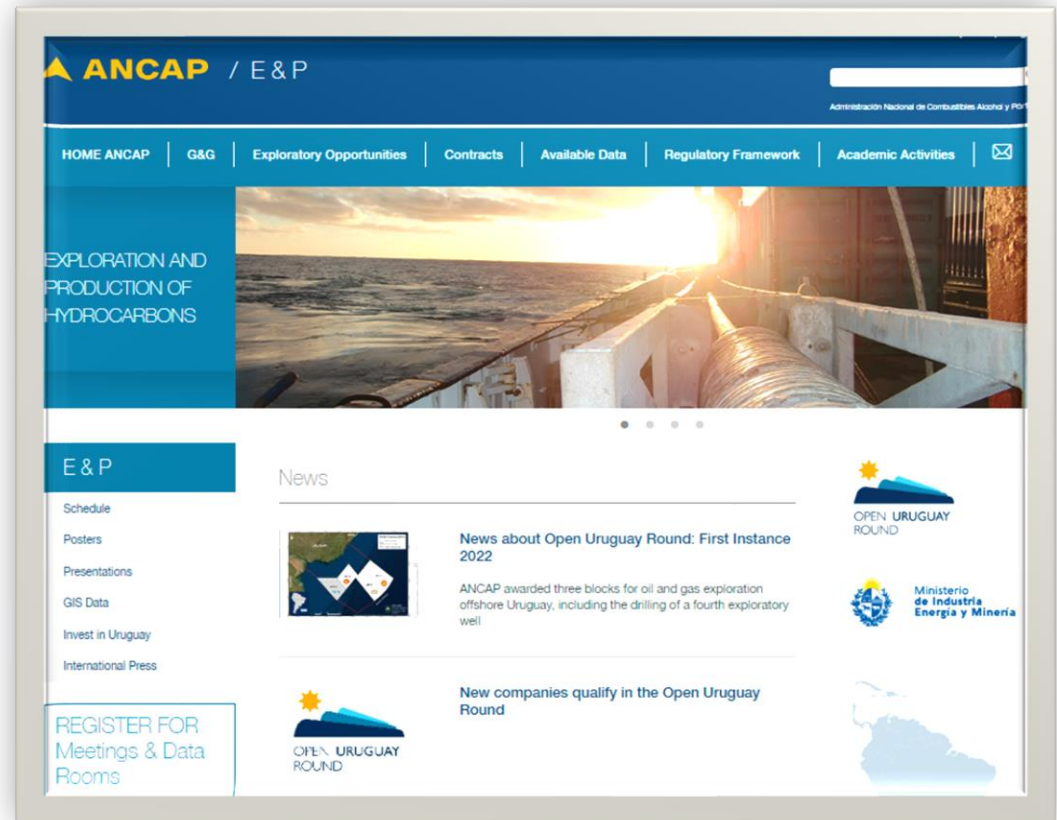 ANCAP / E & P
Administración Nacional de Combustibles Alcohol y
HOME ANCAP
G&G
Exploratory Opportunities
Contracts
Available Data
Regulatory Framework
Academic Activities
EXPLORATION AND
PRODUCTION OF
HYDROCARBONS
E & P
Schedule
Posters
Presentations
GIS Data
Invest in Uruguay
International Press
REGISTER FOR
Meetings & Data
Rooms
News
News about Open Uruguay Round: First Instance
2022
ANCAP awarded three blocks for oil and gas exploration
offshore Uruguay, including the drilling of a fourth exploratory
well
OPEN URUGUAY
ROUND
New companies qualify in the Open Uruguay
Round
OPEN URUGUAY
ROUND
Ministerio
de Industria
Energía y Minería